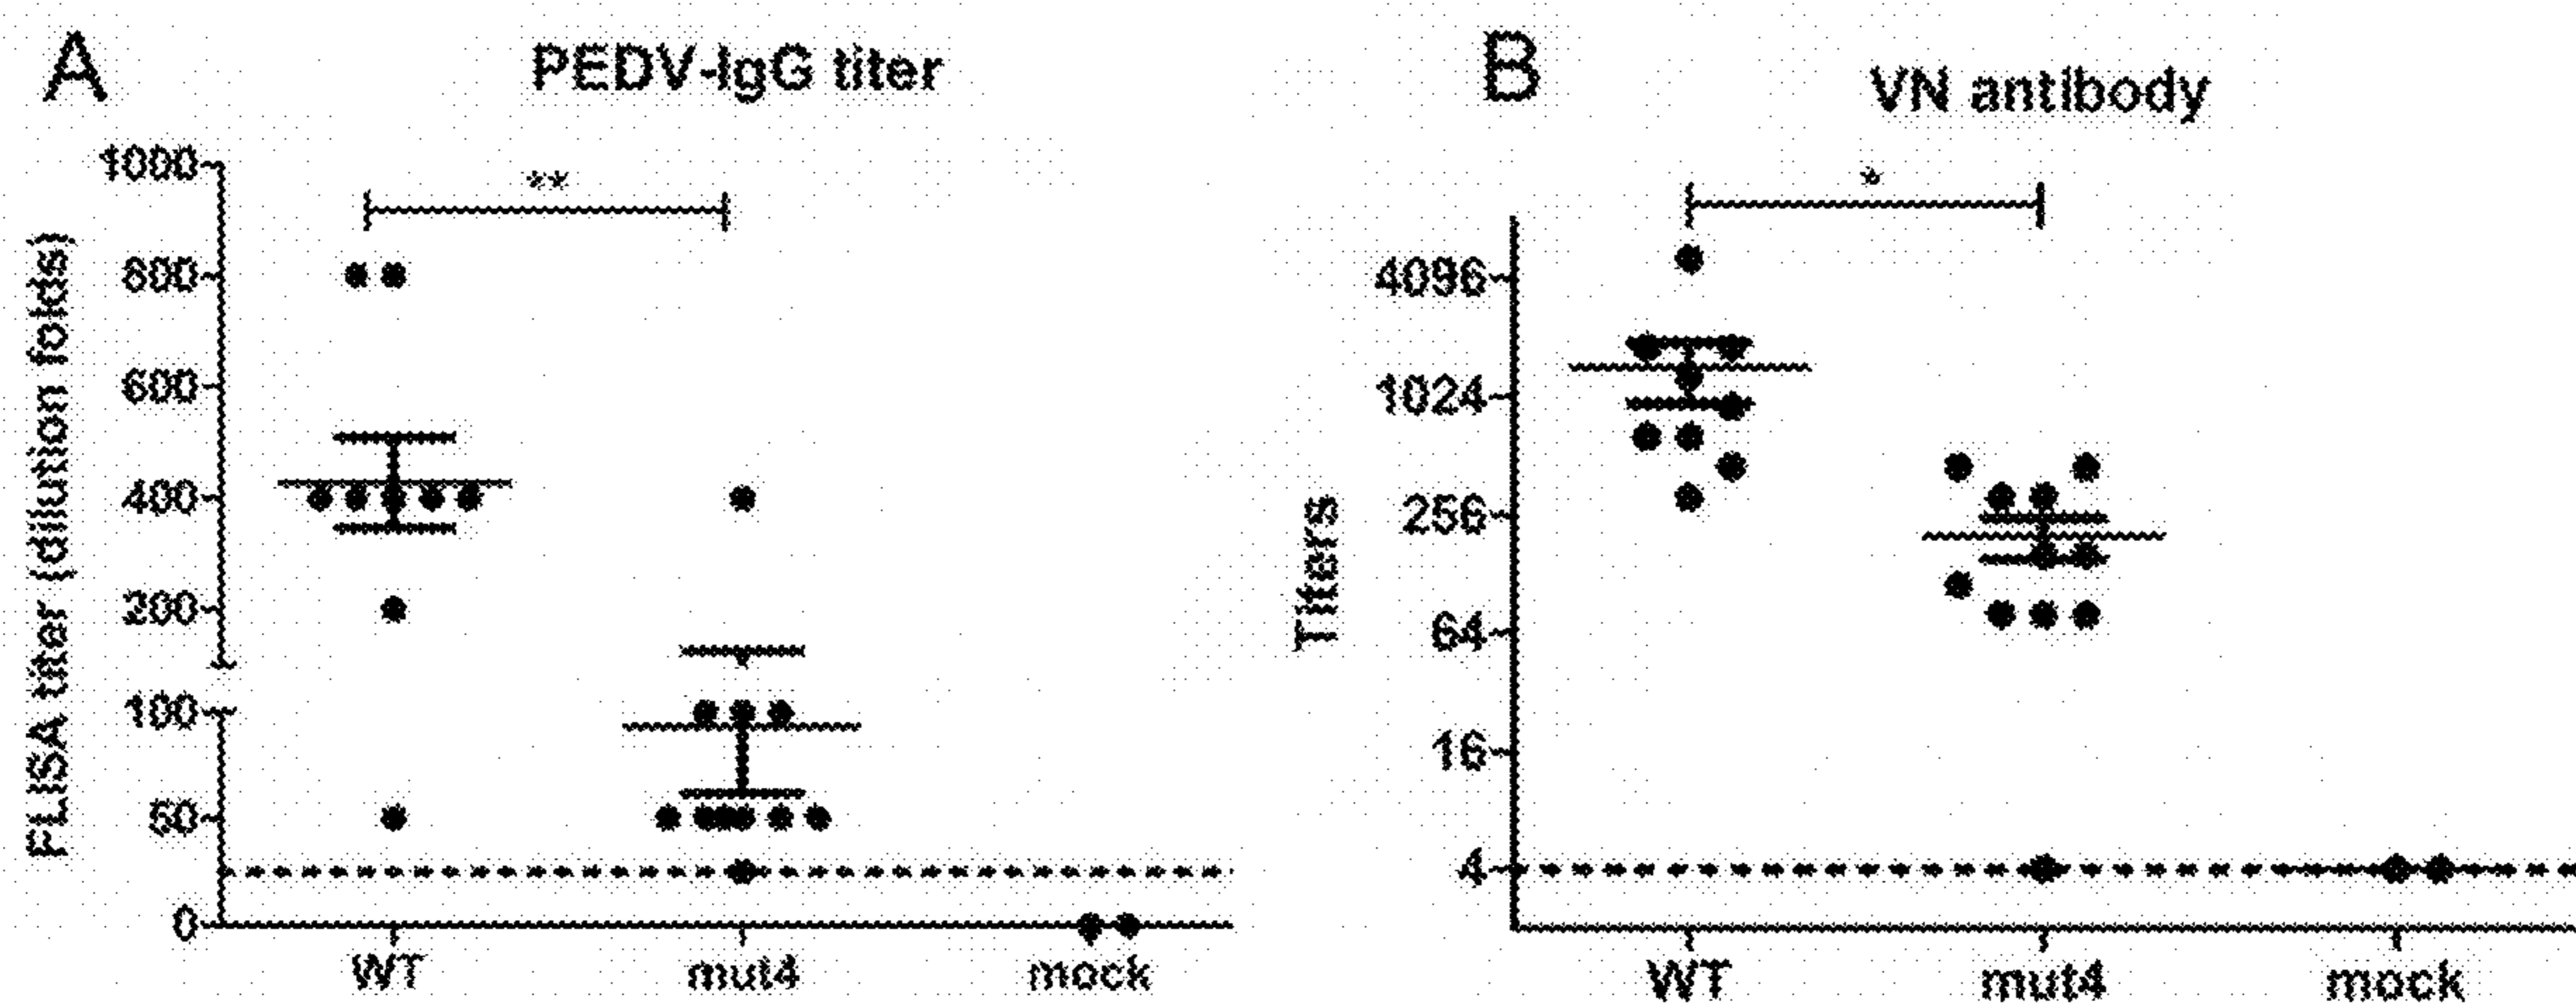 A
PEDV-IgG titer
**
FLISA titer (dilution folds)
1000
800
600
400
200
100
50
0
WT
mut4
mock
B
VN antibody
*
Titers
4096
1024
256
64
16
4
WT
mut4
mock